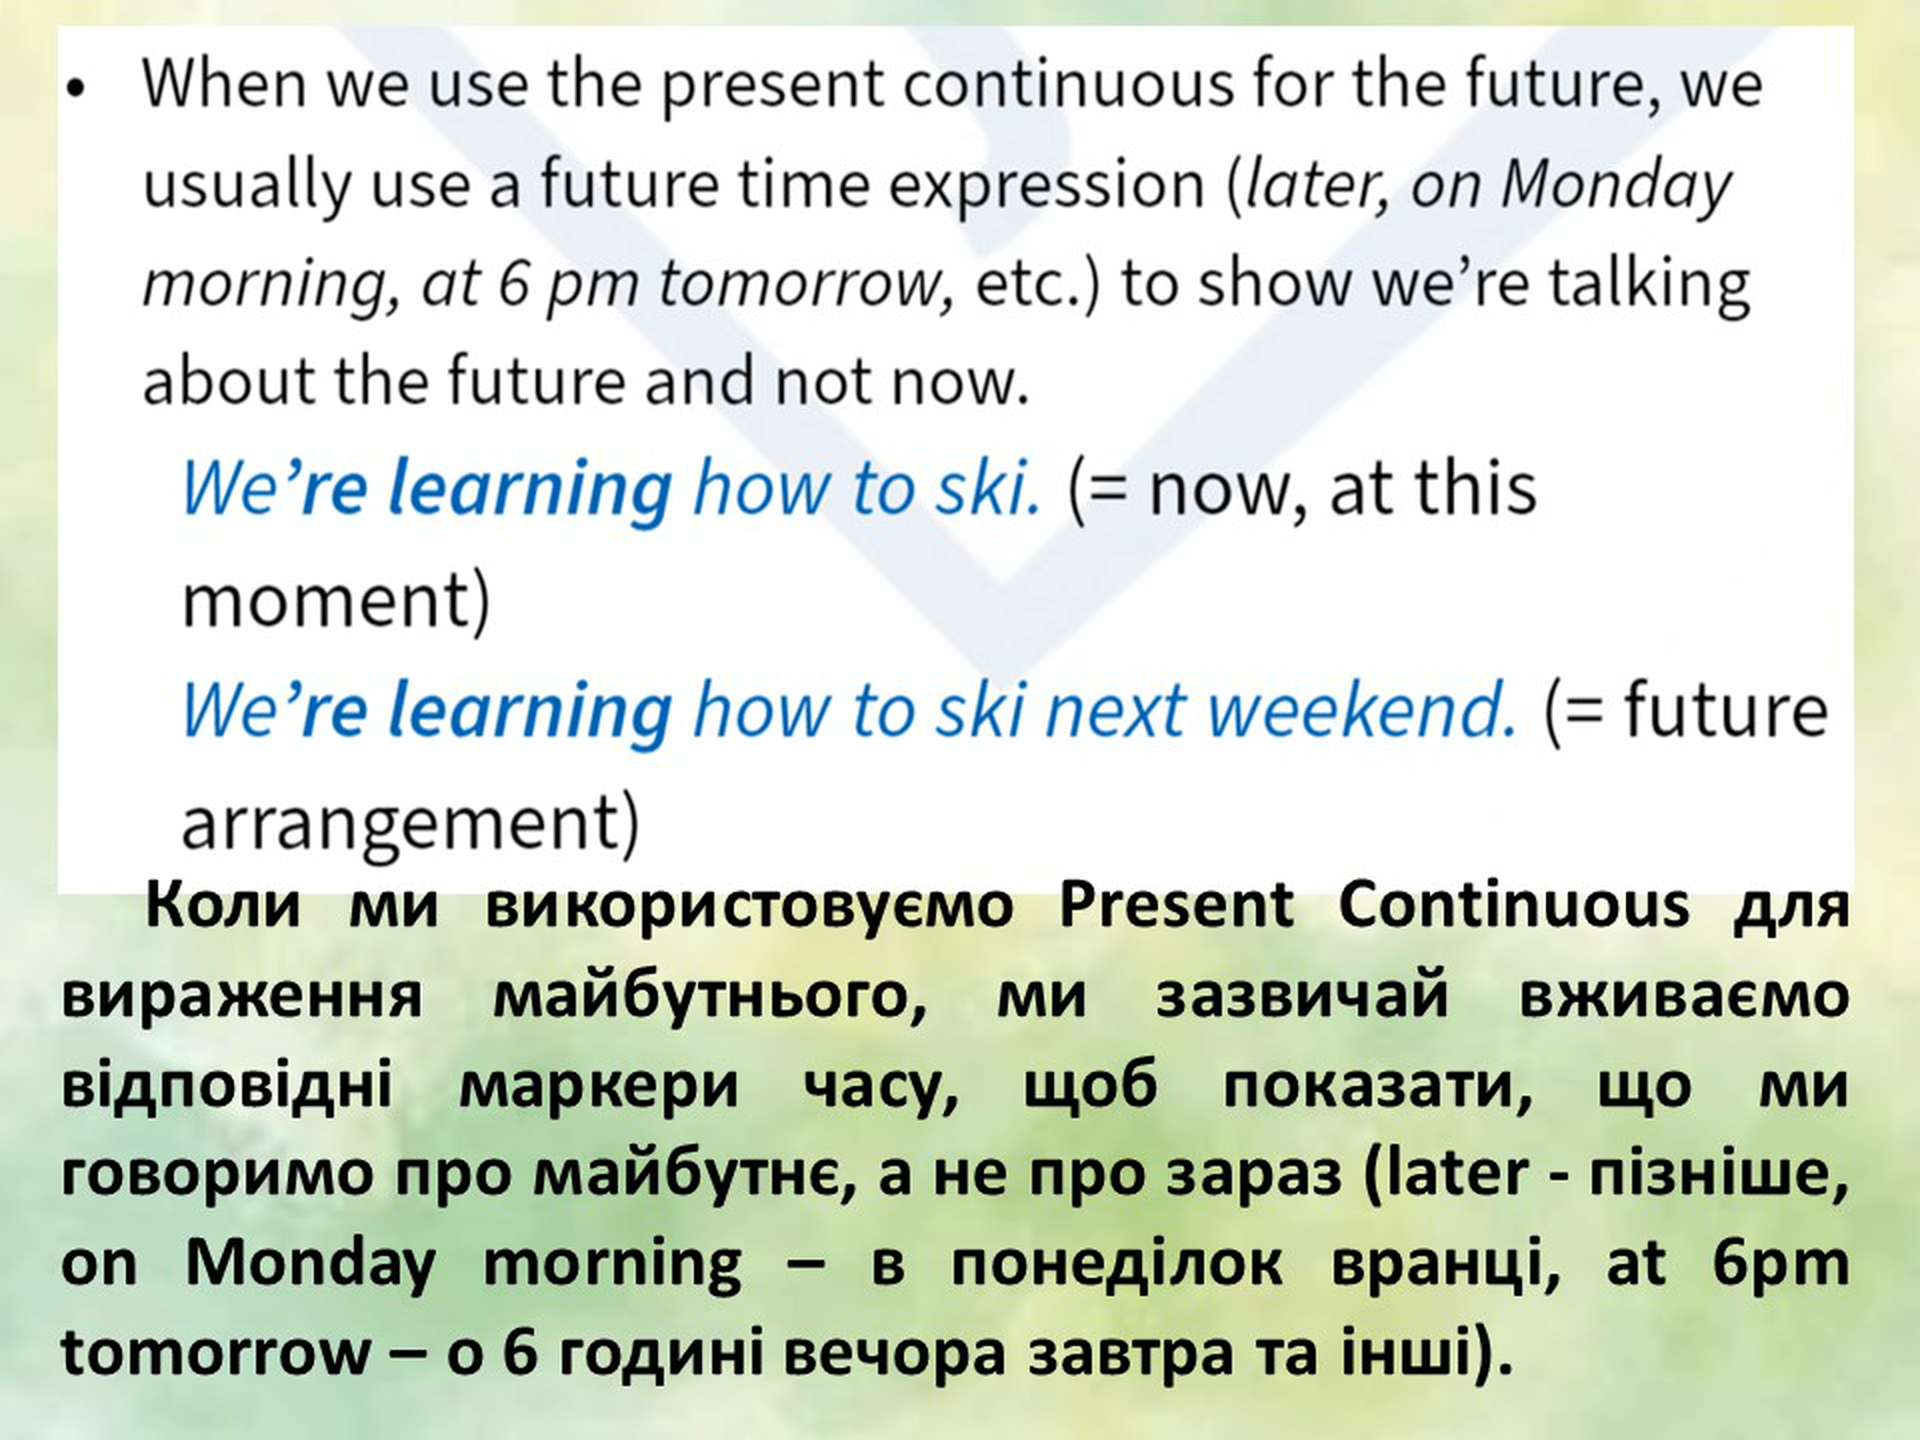 • When we use the present continuous for the future, we
usually use a future time expression (later, on Monday
morning, at 6 pm tomorrow, etc.) to show we’re talking
about the future and not now.
We’re learning how to ski. (= now, at this
moment)
We’re learning how to ski next weekend. (= future
arrangement)
Коли ми використовуємо Present Continuous для
вираження майбутнього, ми зазвичай вживаємо
відповідні маркери часу, щоб показати, що ми
говоримо про майбутнє, а не про зараз (later - пізніше,
on Monday morning – в понеділок вранці, at 6pm
tomorrow – о 6 годині вечора завтра та інші).